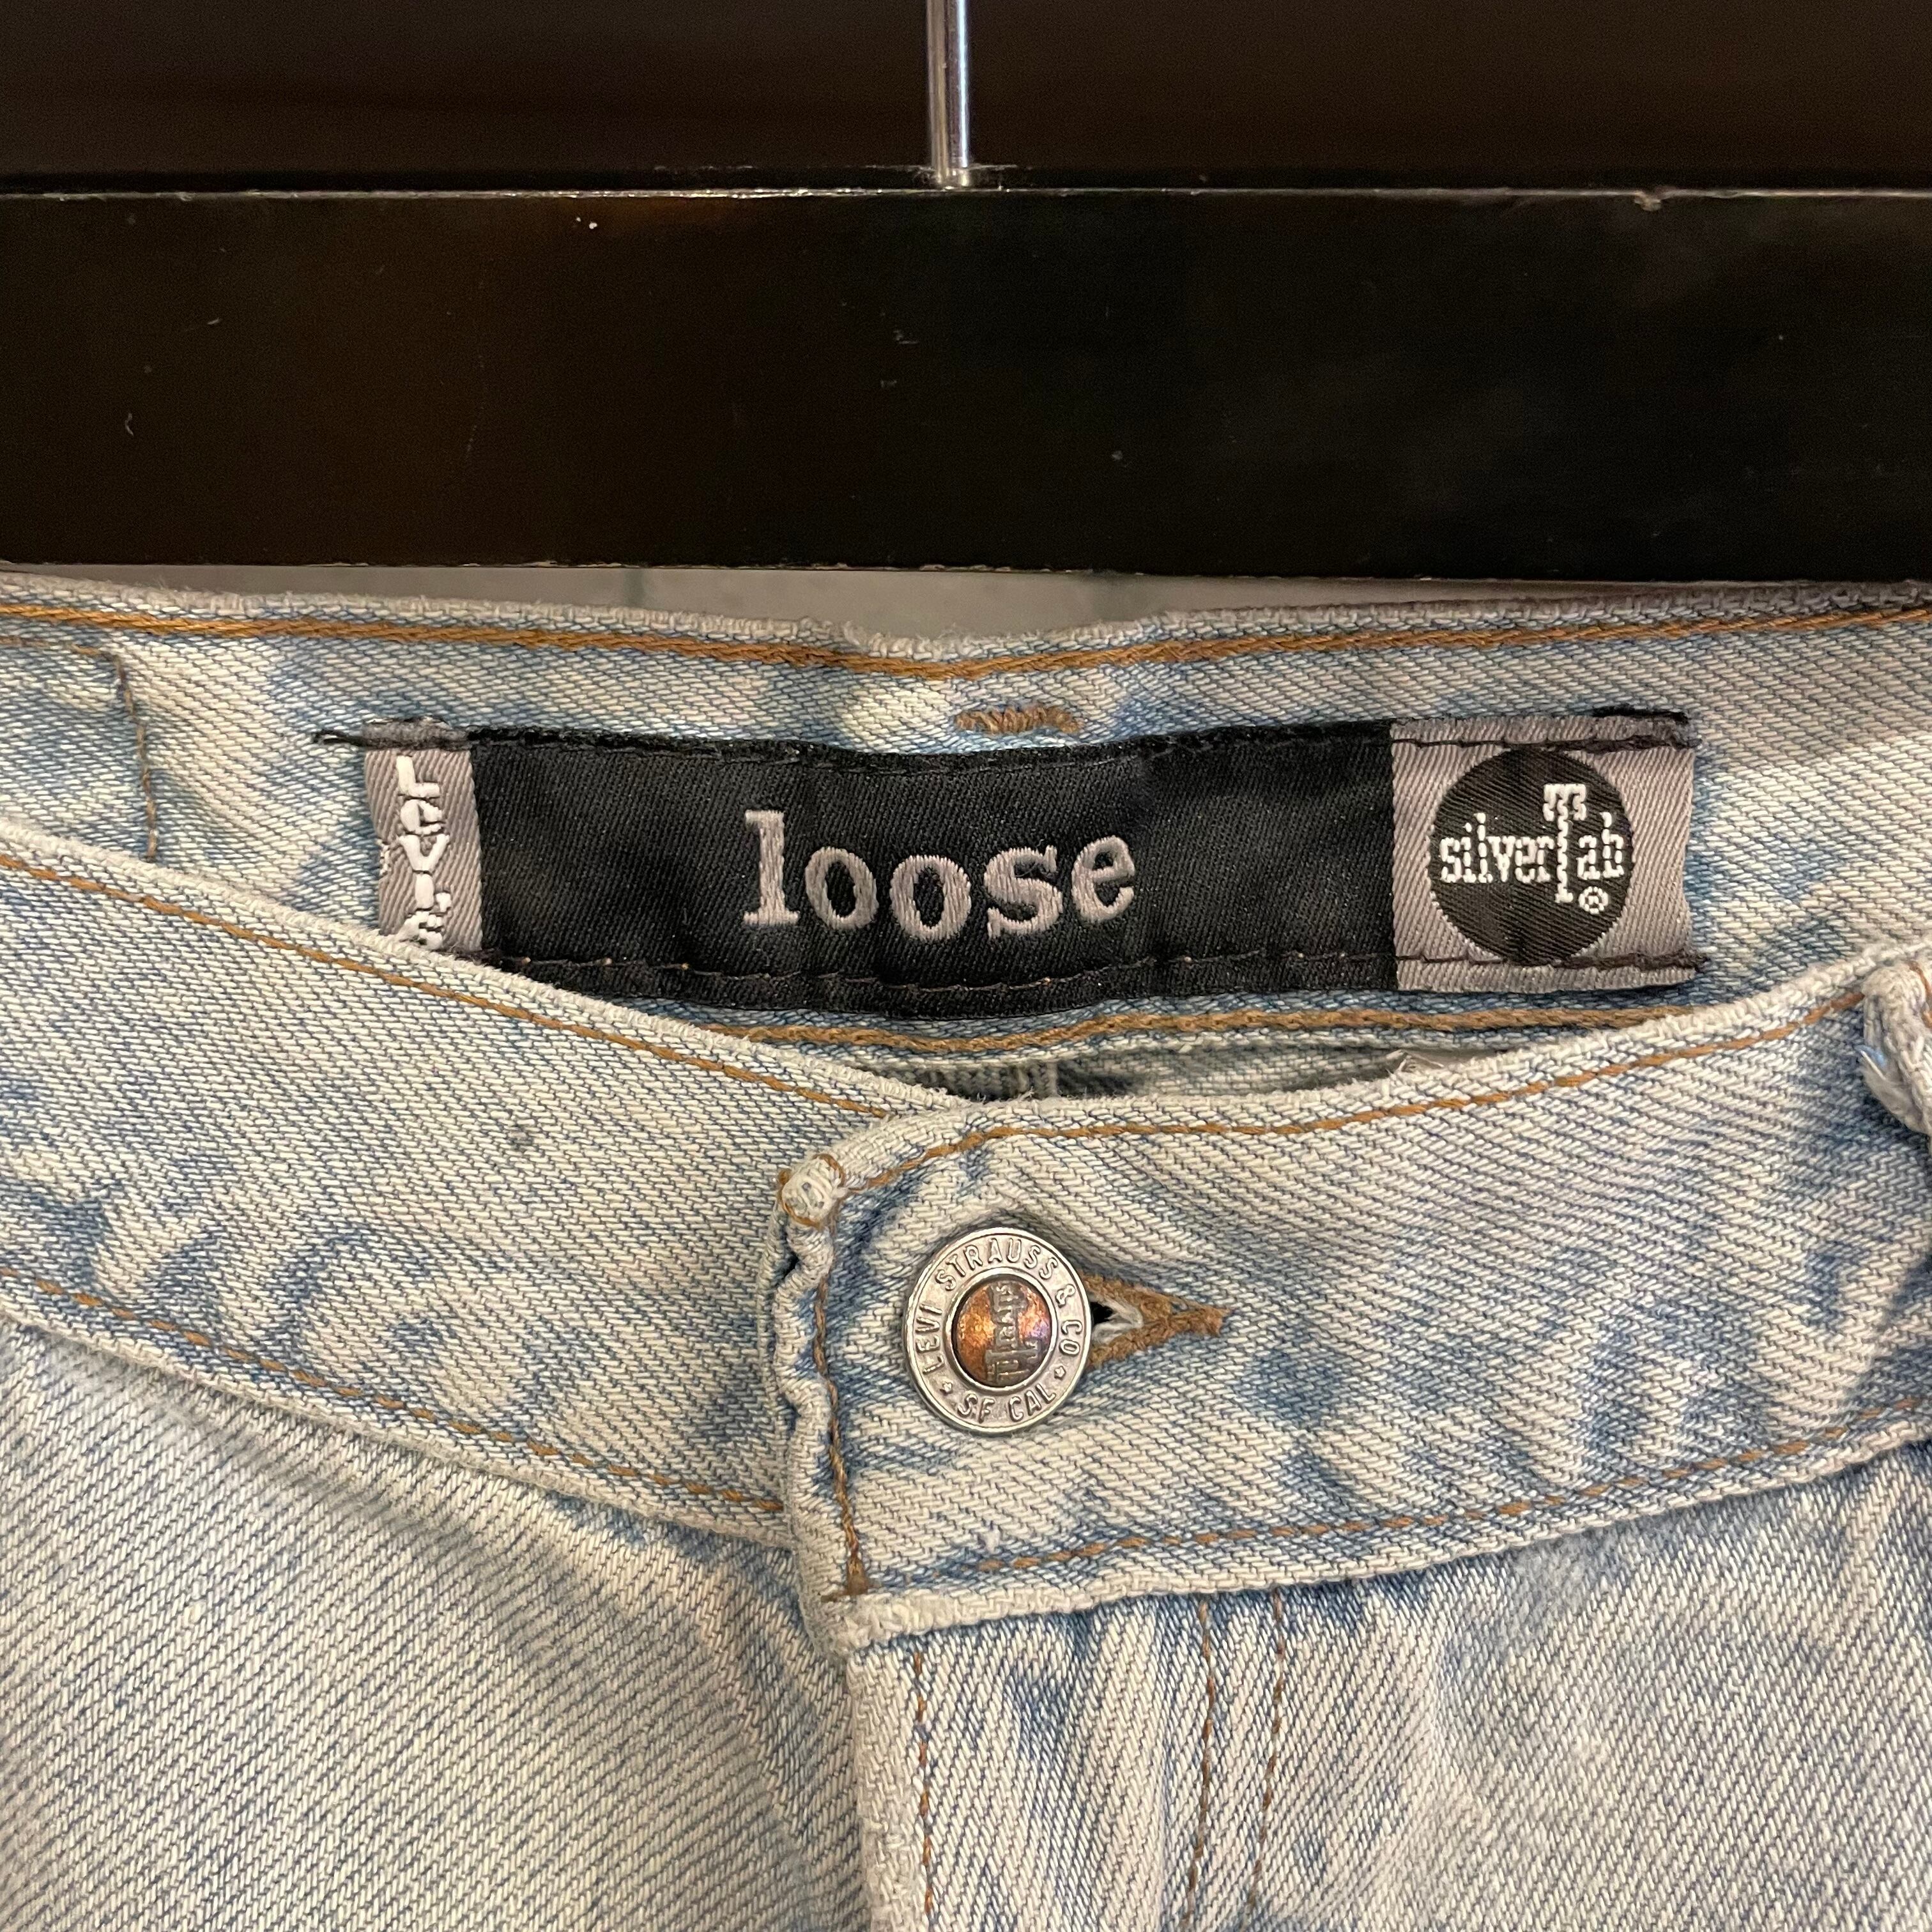 Levi's
loose
silverTab®
LEVI STRAUSS & CO
SF CAL